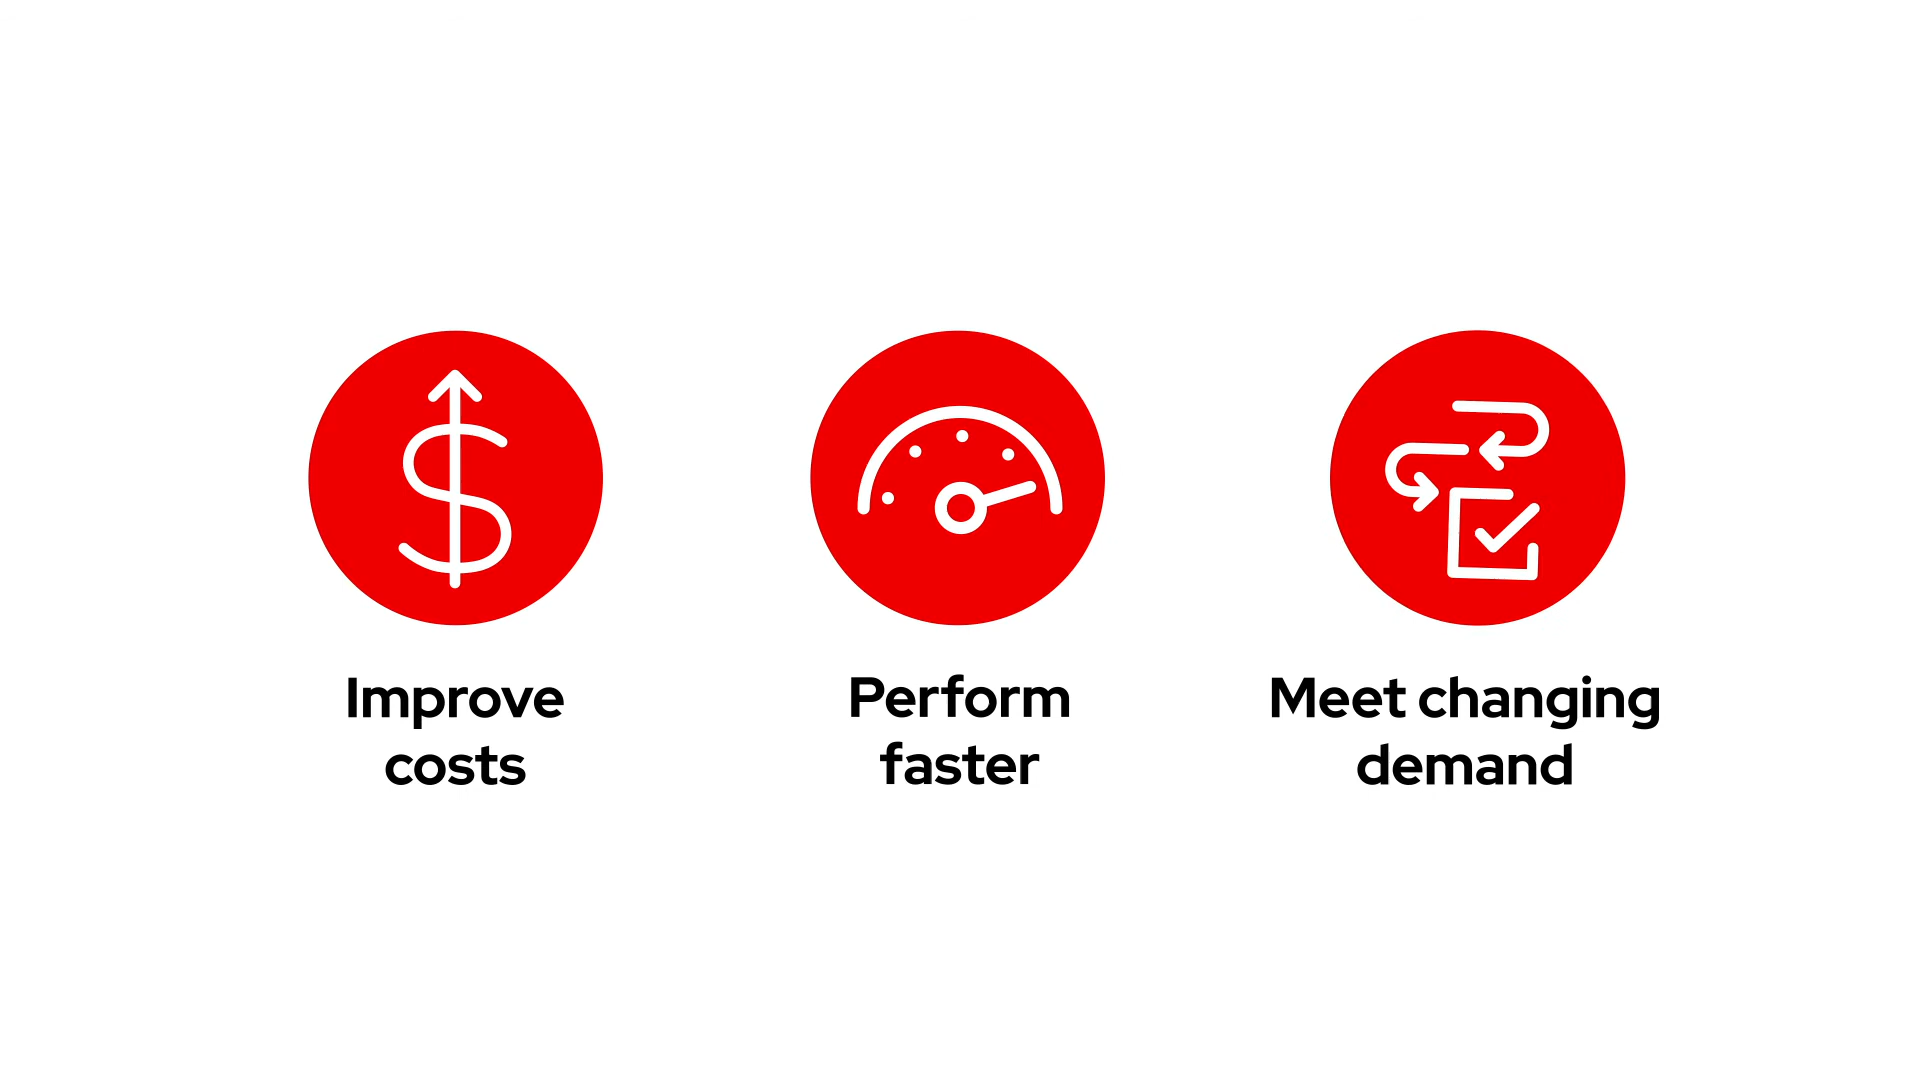 Improve
costs
Perform
faster
Meet changing
demand